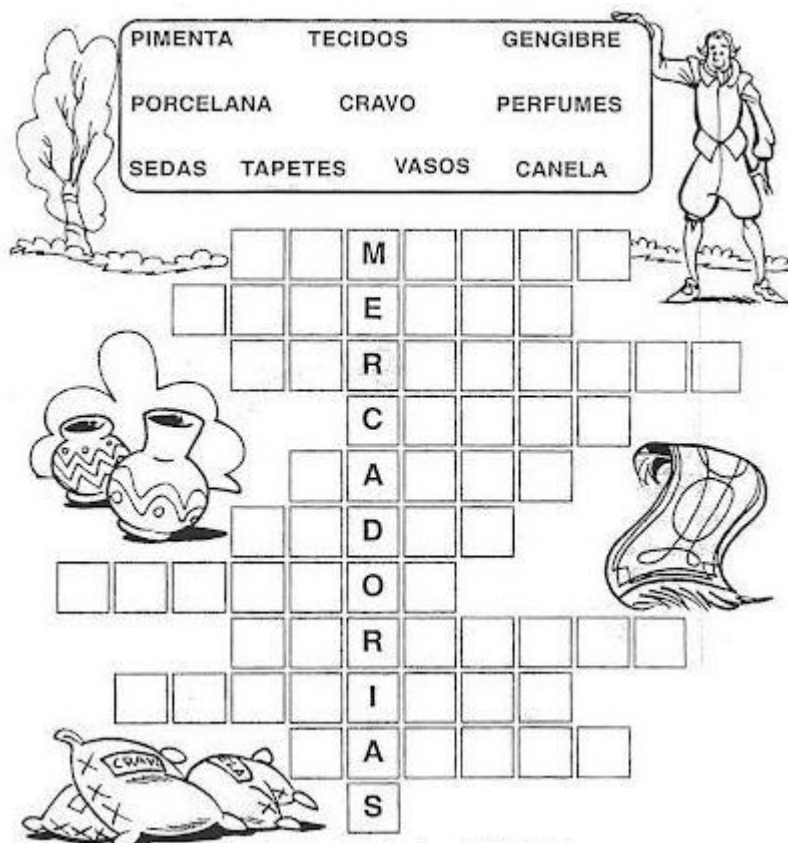 PIMENTA TECIDOS GENGIBRE
PORCELANA CRAVO PERFUMES
SEDAS TAPETES VASOS CANELA
M
E
R
C
A
D
O
R
I
A
S
CRAVO